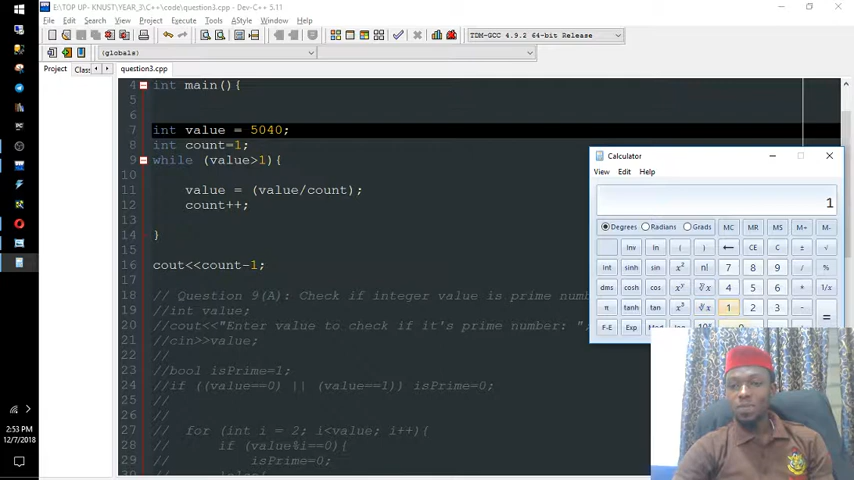 E:\TOP UP- KNUST\YEAR_3\C++\code\question3.cpp - Dev-C++ 5.11
File Edit Search View Project Execute Tools AStyle Window Help
TDM-GCC 4.9.2 64-bit Release
(globals)
Project Class question3.cpp
4 int main(){
5
6
7 int value = 5040;
8 int count=1;
9 while (value>1){
10
11 value = (value/count);
12 count++;
13
14 }
15
16 cout<<count-1;
17
18 // Question 9(A): Check if integer value is prime num
19 //int value;
20 //cout<<"Enter value to check if it's prime number: "
21 //cin>>value;
22 //
23 //bool isPrime=1;
24 //if ((value==0) || (value==1)) isPrime=0;
25 //
26 //
27 // for (int i = 2; i<value; i++){
28 // if (value%i==0){
29 // isPrime=0;
Calculator
View Edit Help
1
Degrees Radians Grads MC MR MS M+ M-
Inv ln ( ) ← CE C ± √
Int sinh sin x² n! 7 8 9 / %
dms cosh cos xʸ ʸ√x 4 5 6 * 1/x
π tanh tan x³ ³√x 1 2 3 - =
F-E Exp Mod log 10ˣ 0
2:53 PM
12/7/2018